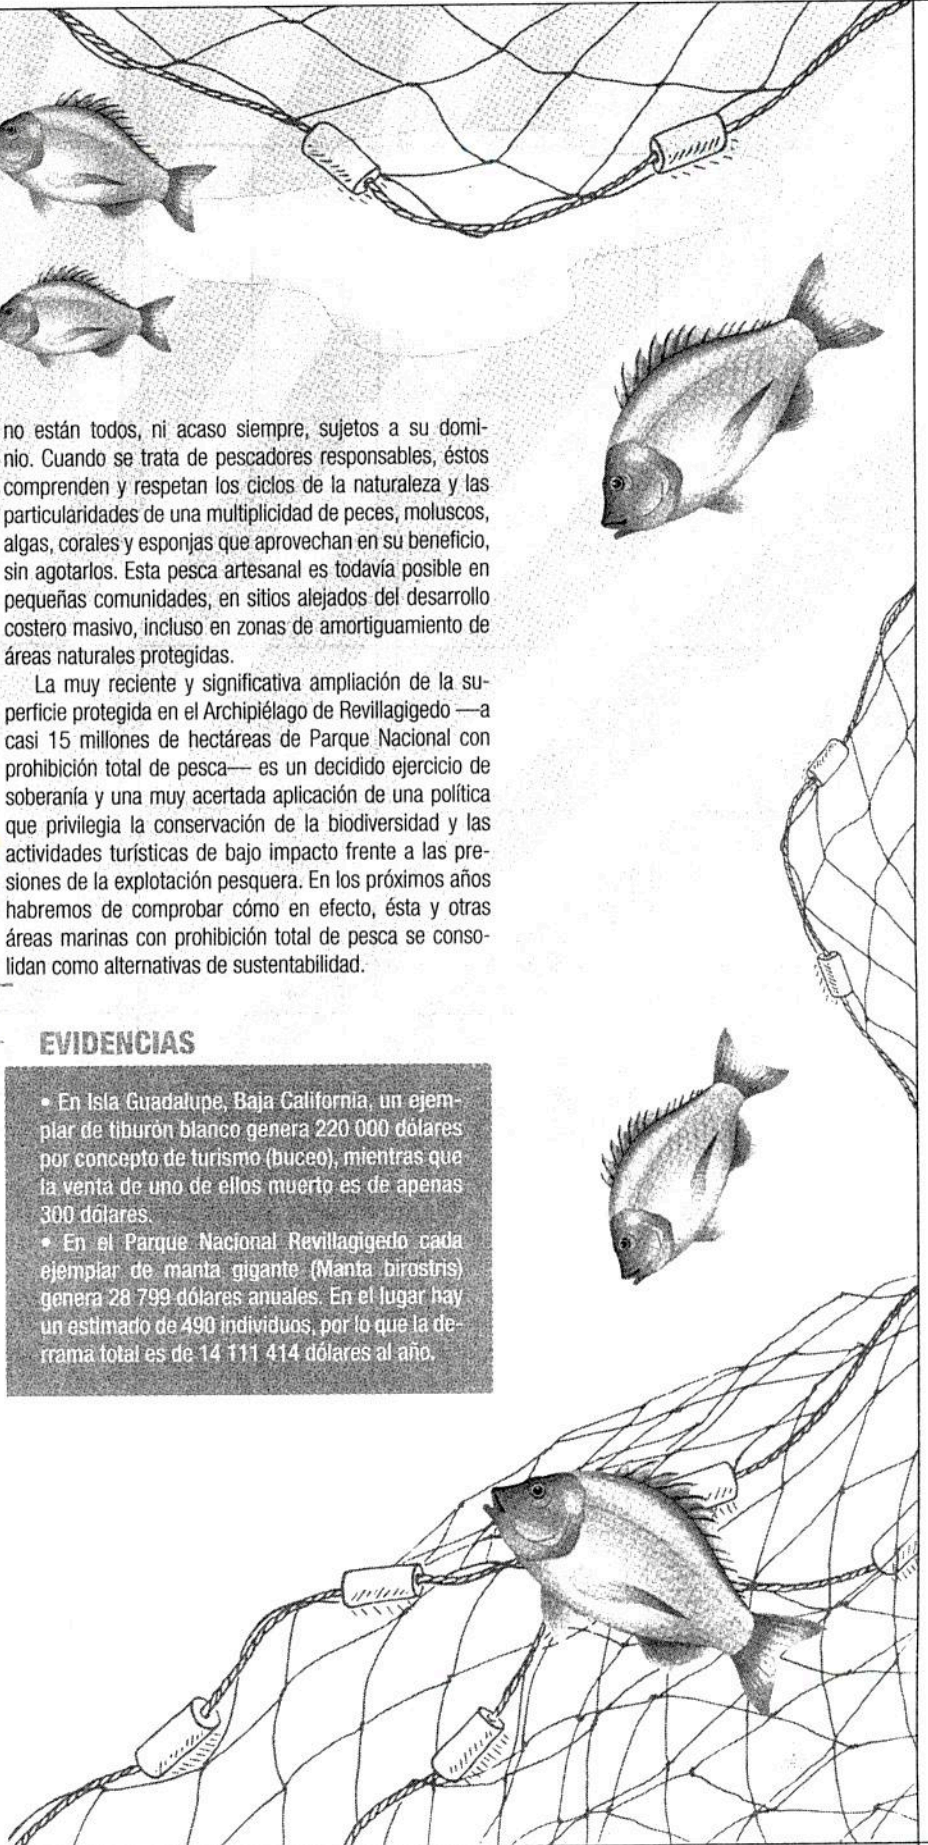 no están todos, ni acaso siempre, sujetos a su domi-
nio. Cuando se trata de pescadores responsables, éstos
comprenden y respetan los ciclos de la naturaleza y las
particularidades de una multiplicidad de peces, moluscos,
algas, corales y esponjas que aprovechan en su beneficio,
sin agotarlos. Esta pesca artesanal es todavía posible en
pequeñas comunidades, en sitios alejados del desarrollo
costero masivo, incluso en zonas de amortiguamiento de
áreas naturales protegidas.
La muy reciente y significativa ampliación de la su-
perficie protegida en el Archipiélago de Revillagigedo —a
casi 15 millones de hectáreas de Parque Nacional con
prohibición total de pesca— es un decidido ejercicio de
soberanía y una muy acertada aplicación de una política
que privilegia la conservación de la biodiversidad y las
actividades turísticas de bajo impacto frente a las pre-
siones de la explotación pesquera. En los próximos años
habremos de comprobar cómo en efecto, ésta y otras
áreas marinas con prohibición total de pesca se conso-
lidan como alternativas de sustentabilidad.
EVIDENCIAS
• En Isla Guadalupe, Baja California, un ejem-
plar de tiburón blanco genera 220 000 dólares
por concepto de turismo (buceo), mientras que
la venta de uno de ellos muerto es de apenas
300 dólares.
• En el Parque Nacional Revillagigedo cada
ejemplar de manta gigante (Manta birostris)
genera 28 799 dólares anuales. En el lugar hay
un estimado de 490 individuos, por lo que la de-
rrama total es de 14 111 414 dólares al año.